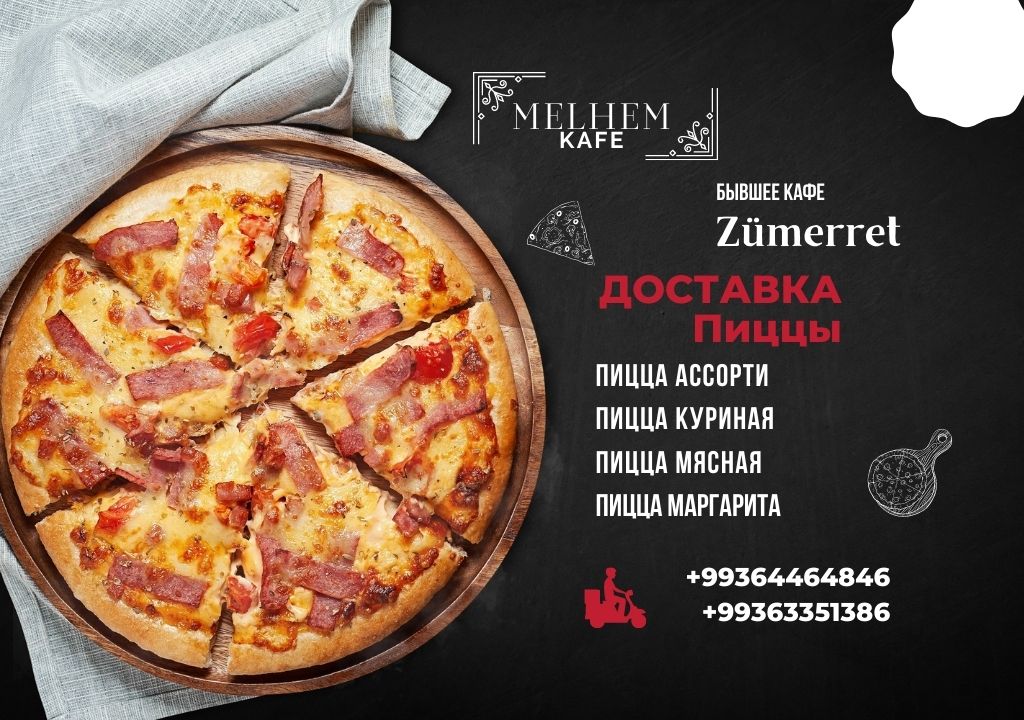 MELHEM
KAFE
БЫВШЕЕ КАФЕ
Zümerret
ДОСТАВКА
Пиццы
ПИЦЦА АССОРТИ
ПИЦЦА КУРИНАЯ
ПИЦЦА МЯСНАЯ
ПИЦЦА МАРГАРИТА
+99364464846
+99363351386